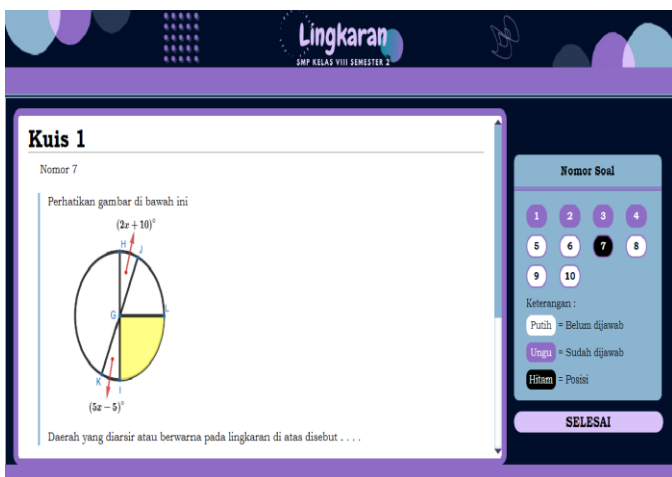 Lingkaran
SMP KELAS VIII SEMESTER 2
Kuis 1
Nomor 7
Perhatikan gambar di bawah ini
(2x + 10)°
H
J
G
L
K
I
(5x − 5)°
Daerah yang diarsir atau berwarna pada lingkaran di atas disebut . . . .
Nomor Soal
1 2 3 4
5 6 7 8
9 10
Keterangan :
Putih = Belum dijawab
Ungu = Sudah dijawab
Hitam = Posisi
SELESAI